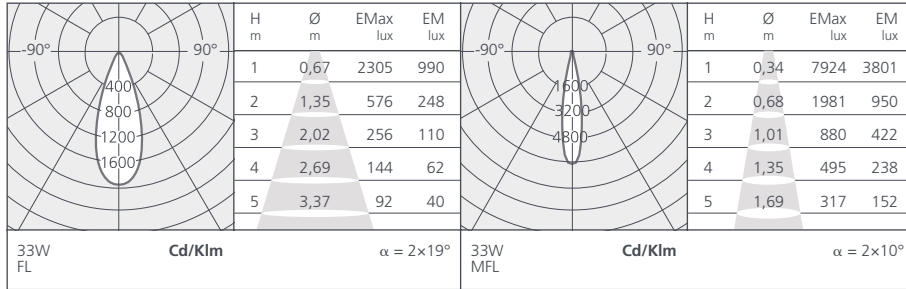 H Ø EMax EM
m m lux lux
-90° 90°
1 0,67 2305 990
400
2 1,35 576 248
800
1200
3 2,02 256 110
1600
4 2,69 144 62
5 3,37 92 40
33W Cd/Klm α = 2×19°
FL
H Ø EMax EM
m m lux lux
-90° 90°
1 0,34 7924 3801
1600
2 0,68 1981 950
3200
4800
3 1,01 880 422
4 1,35 495 238
5 1,69 317 152
33W Cd/Klm α = 2×10°
MFL